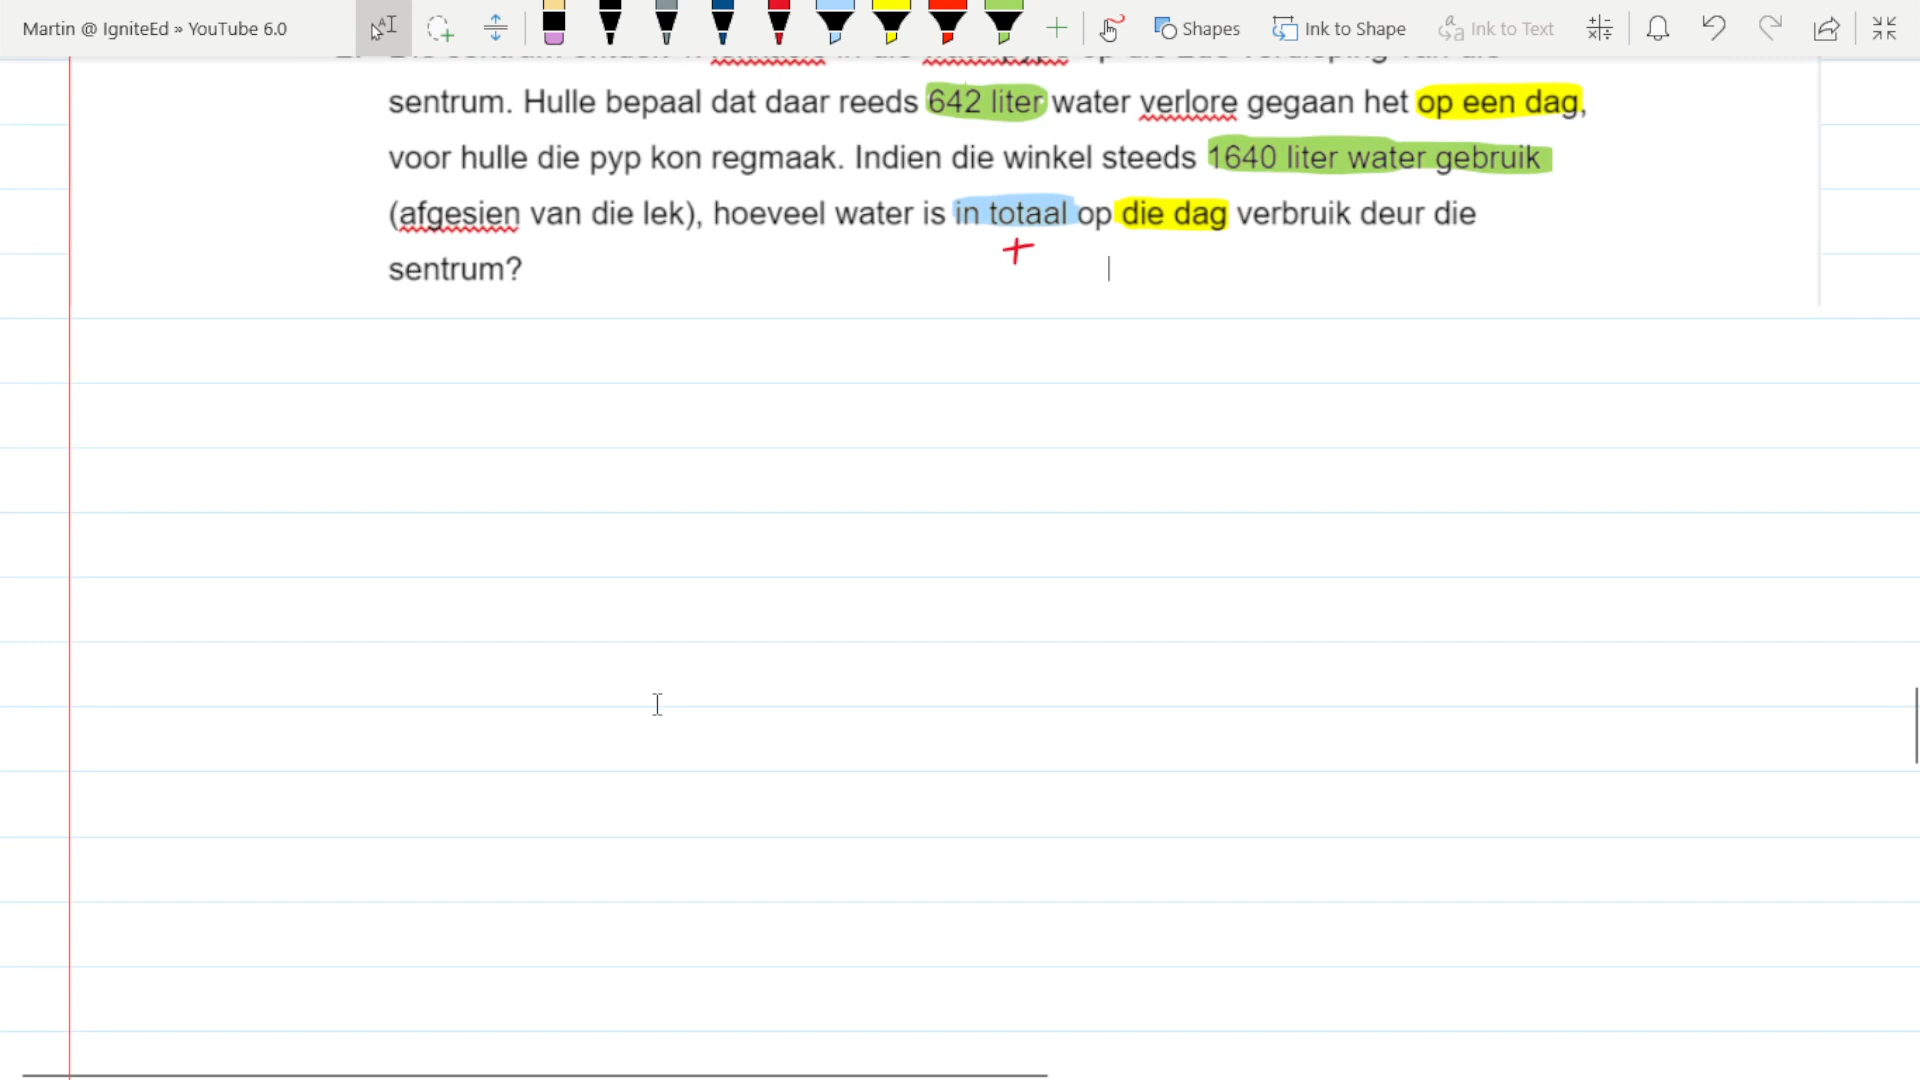 Martin @ IgniteEd » YouTube 6.0
Shapes
Ink to Shape
Ink to Text
sentrum. Hulle bepaal dat daar reeds 642 liter water verlore gegaan het op een dag,
voor hulle die pyp kon regmaak. Indien die winkel steeds 1640 liter water gebruik
(afgesien van die lek), hoeveel water is in totaal op die dag verbruik deur die
+
sentrum?